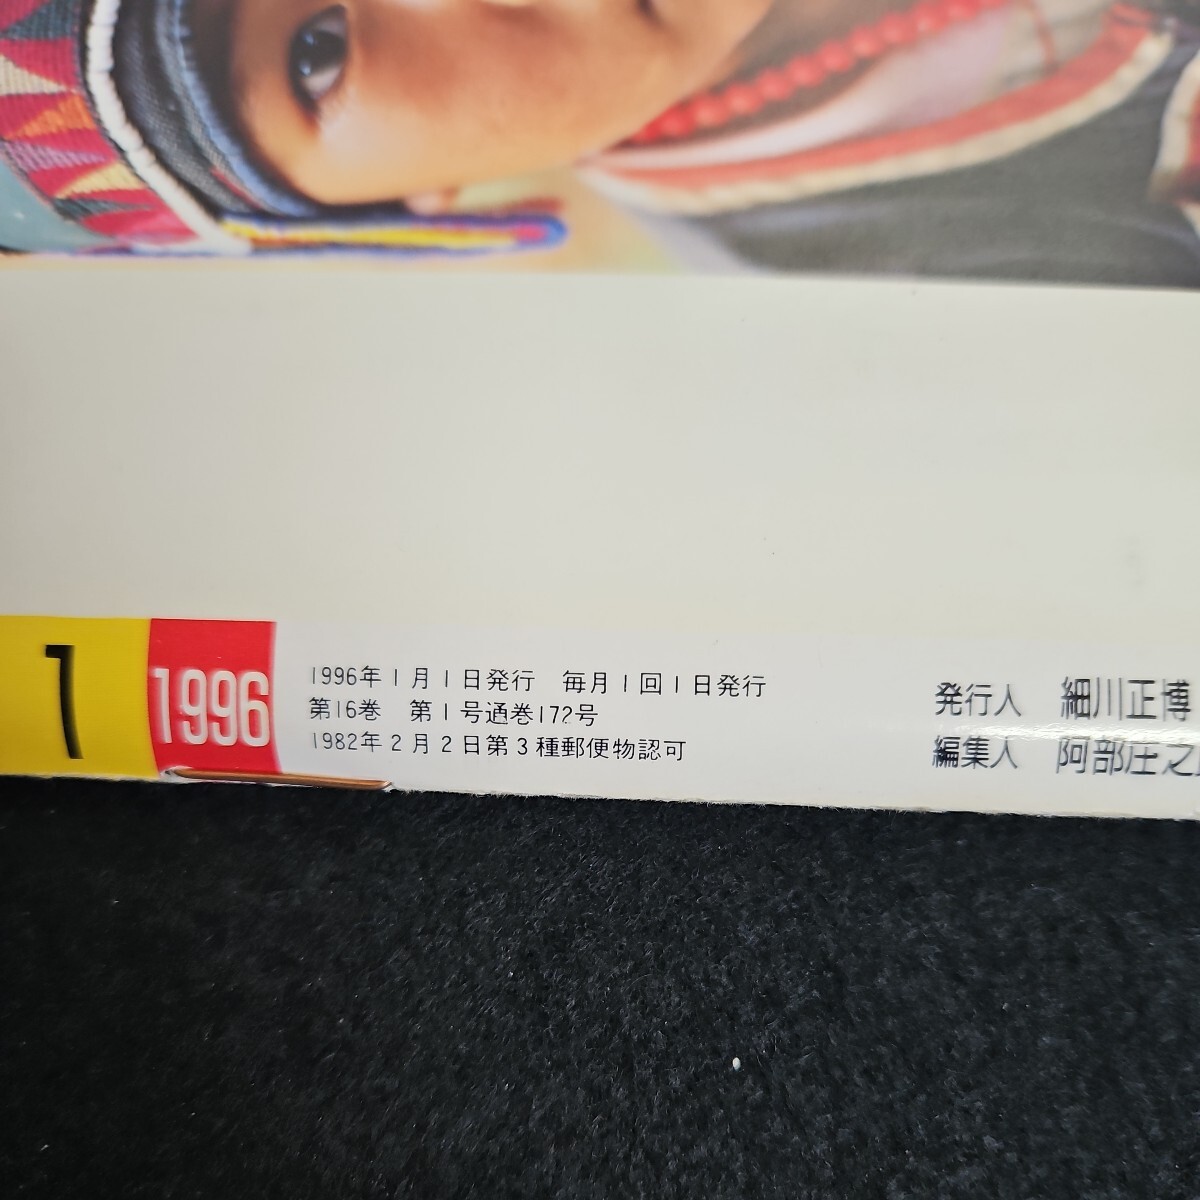 1
1996
1996年1月1日発行　毎月1回1日発行
第16巻　第1号通巻172号
1982年2月2日第3種郵便物認可
発行人　細川正博
編集人　阿部庄之